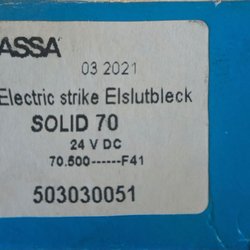 ASSA
03 2021
Electric strike Elslutbleck
SOLID 70
24 V DC
70.500------F41
503030051